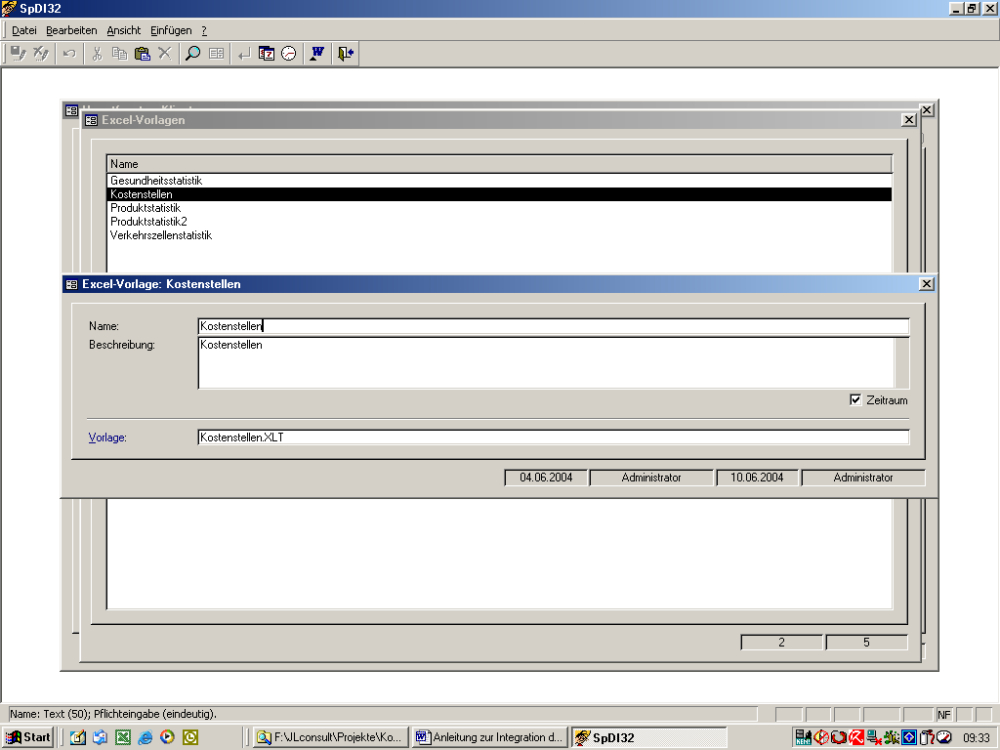 SpDI32
Datei Bearbeiten Ansicht Einfügen ?
Excel-Vorlagen
Name
Gesundheitsstatistik
Kostenstellen
Produktstatistik
Produktstatistik2
Verkehrszellenstatistik
Excel-Vorlage: Kostenstellen
Name: Kostenstellen
Beschreibung: Kostenstellen
Zeitraum
Vorlage: Kostenstellen.XLT
04.06.2004 Administrator 10.06.2004 Administrator
2 5
Name: Text (50); Pflichteingabe (eindeutig). NF
Start F:\JLconsult\Projekte\Ko... Anleitung zur Integration d... SpDI32 09:33